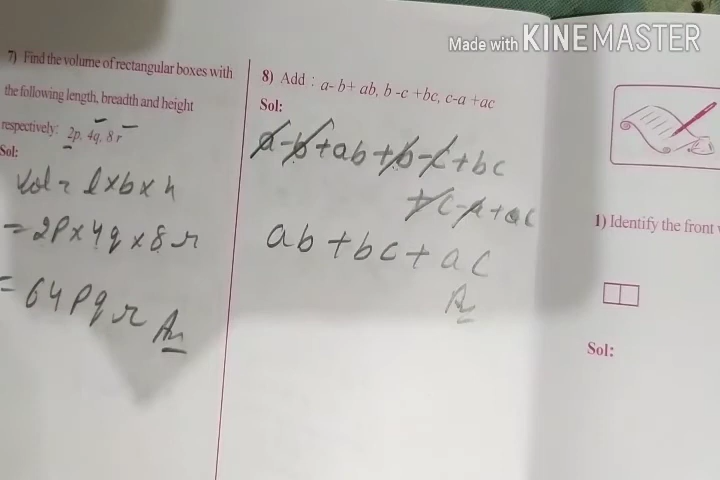 Made with KINEMASTER
7) Find the volume of rectangular boxes with
the following length, breadth and height
respectively: 2p, 4q, 8r
Sol:
Vol = l×b×h
= 2P×4q×8r
= 64Pqr Ans
8) Add : a- b+ ab, b -c +bc, c-a +ac
Sol:
a-b+ab+b-c+bc
+c-a+ac
ab+bc+ac
Ans
1) Identify the front
Sol: